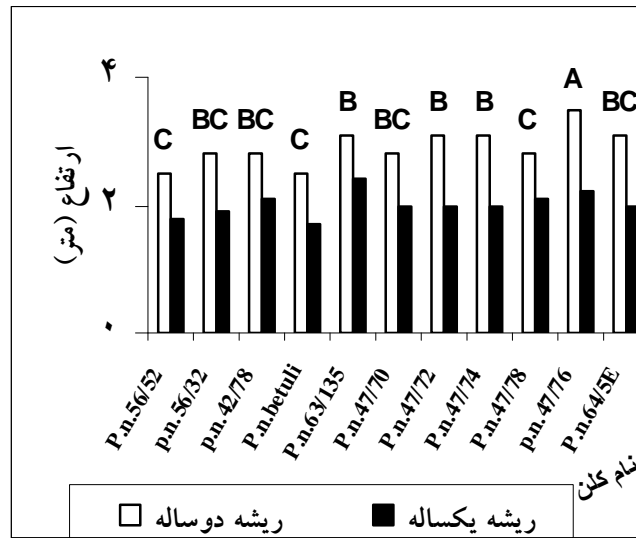 ۴
A
B B B
BC BC BC BC
C C C
ارتفاع (متر)
۲
۰
P.n.56/52
p.n.56/32
p.n.42/78
P.n.betuli
P.n.63/135
P.n.47/70
P.n.47/72
P.n.47/74
P.n.47/78
p.n.47/76
P.n.64/5E
نام کلن
ریشه دوساله ریشه یکساله